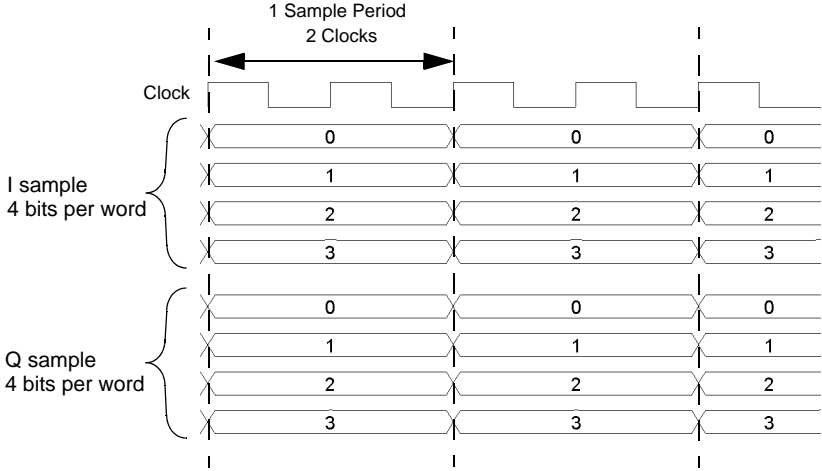 1 Sample Period
2 Clocks
Clock
I sample
4 bits per word
0 0 0
1 1 1
2 2 2
3 3 3
Q sample
4 bits per word
0 0 0
1 1 1
2 2 2
3 3 3